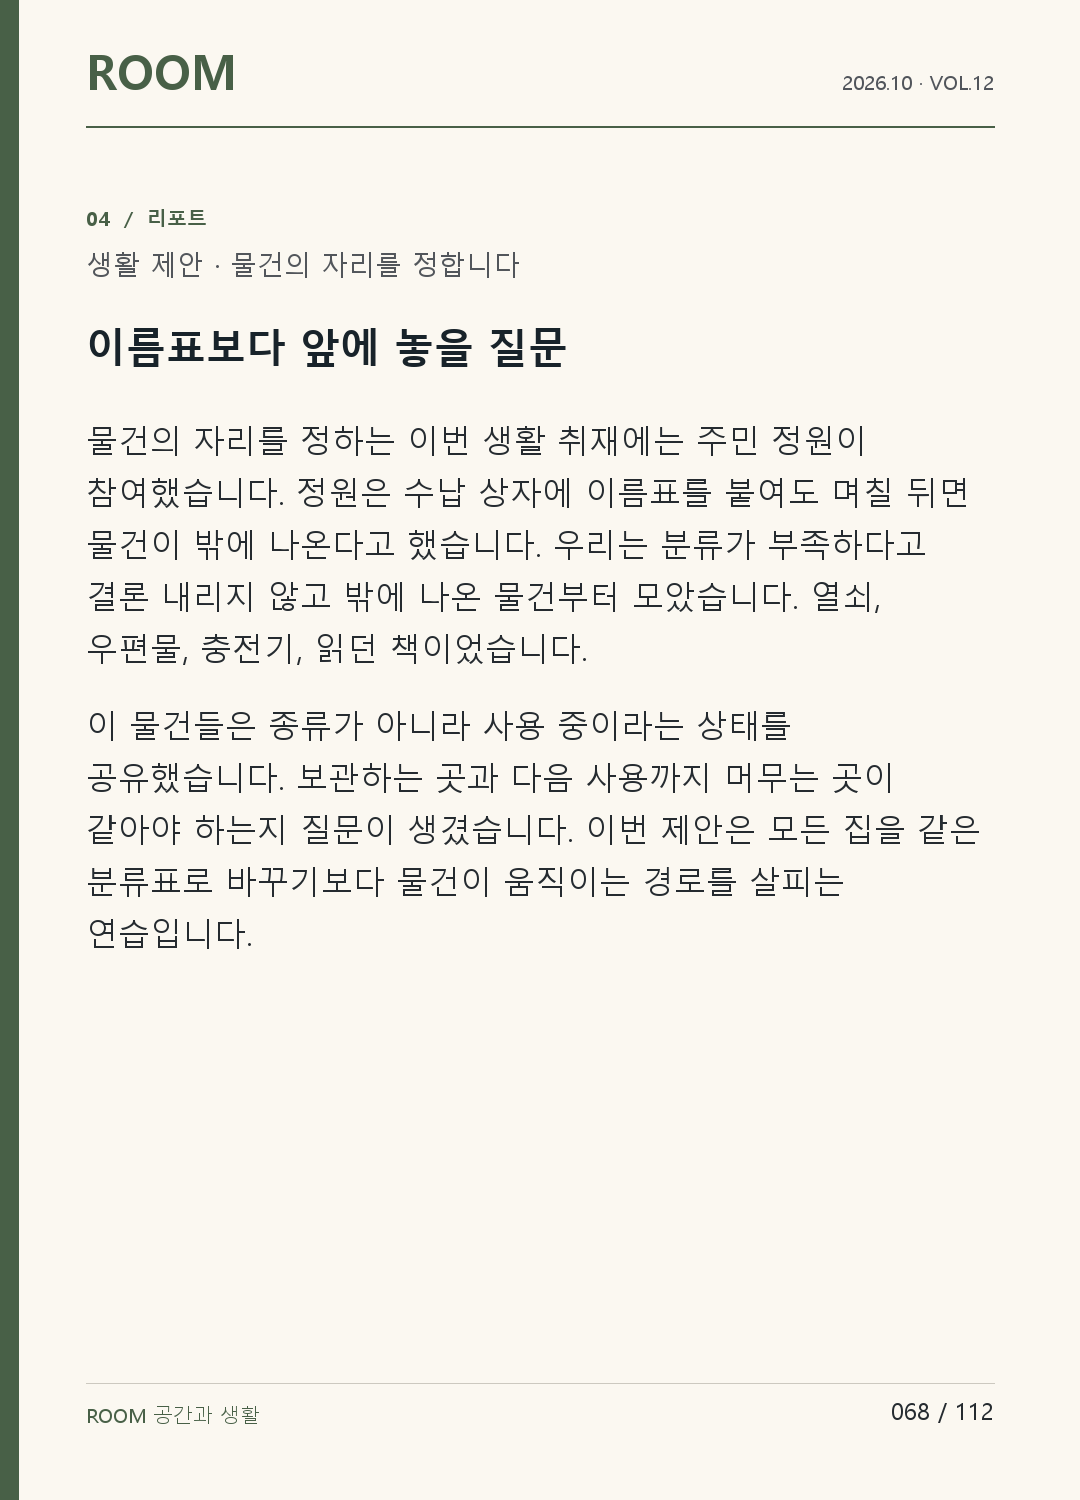 ROOM
2026.10 · VOL.12
04 / 리포트
생활 제안 · 물건의 자리를 정합니다
이름표보다 앞에 놓을 질문
물건의 자리를 정하는 이번 생활 취재에는 주민 정원이
참여했습니다. 정원은 수납 상자에 이름표를 붙여도 며칠 뒤면
물건이 밖에 나온다고 했습니다. 우리는 분류가 부족하다고
결론 내리지 않고 밖에 나온 물건부터 모았습니다. 열쇠,
우편물, 충전기, 읽던 책이었습니다.
이 물건들은 종류가 아니라 사용 중이라는 상태를
공유했습니다. 보관하는 곳과 다음 사용까지 머무는 곳이
같아야 하는지 질문이 생겼습니다. 이번 제안은 모든 집을 같은
분류표로 바꾸기보다 물건이 움직이는 경로를 살피는
연습입니다.
ROOM 공간과 생활
068 / 112